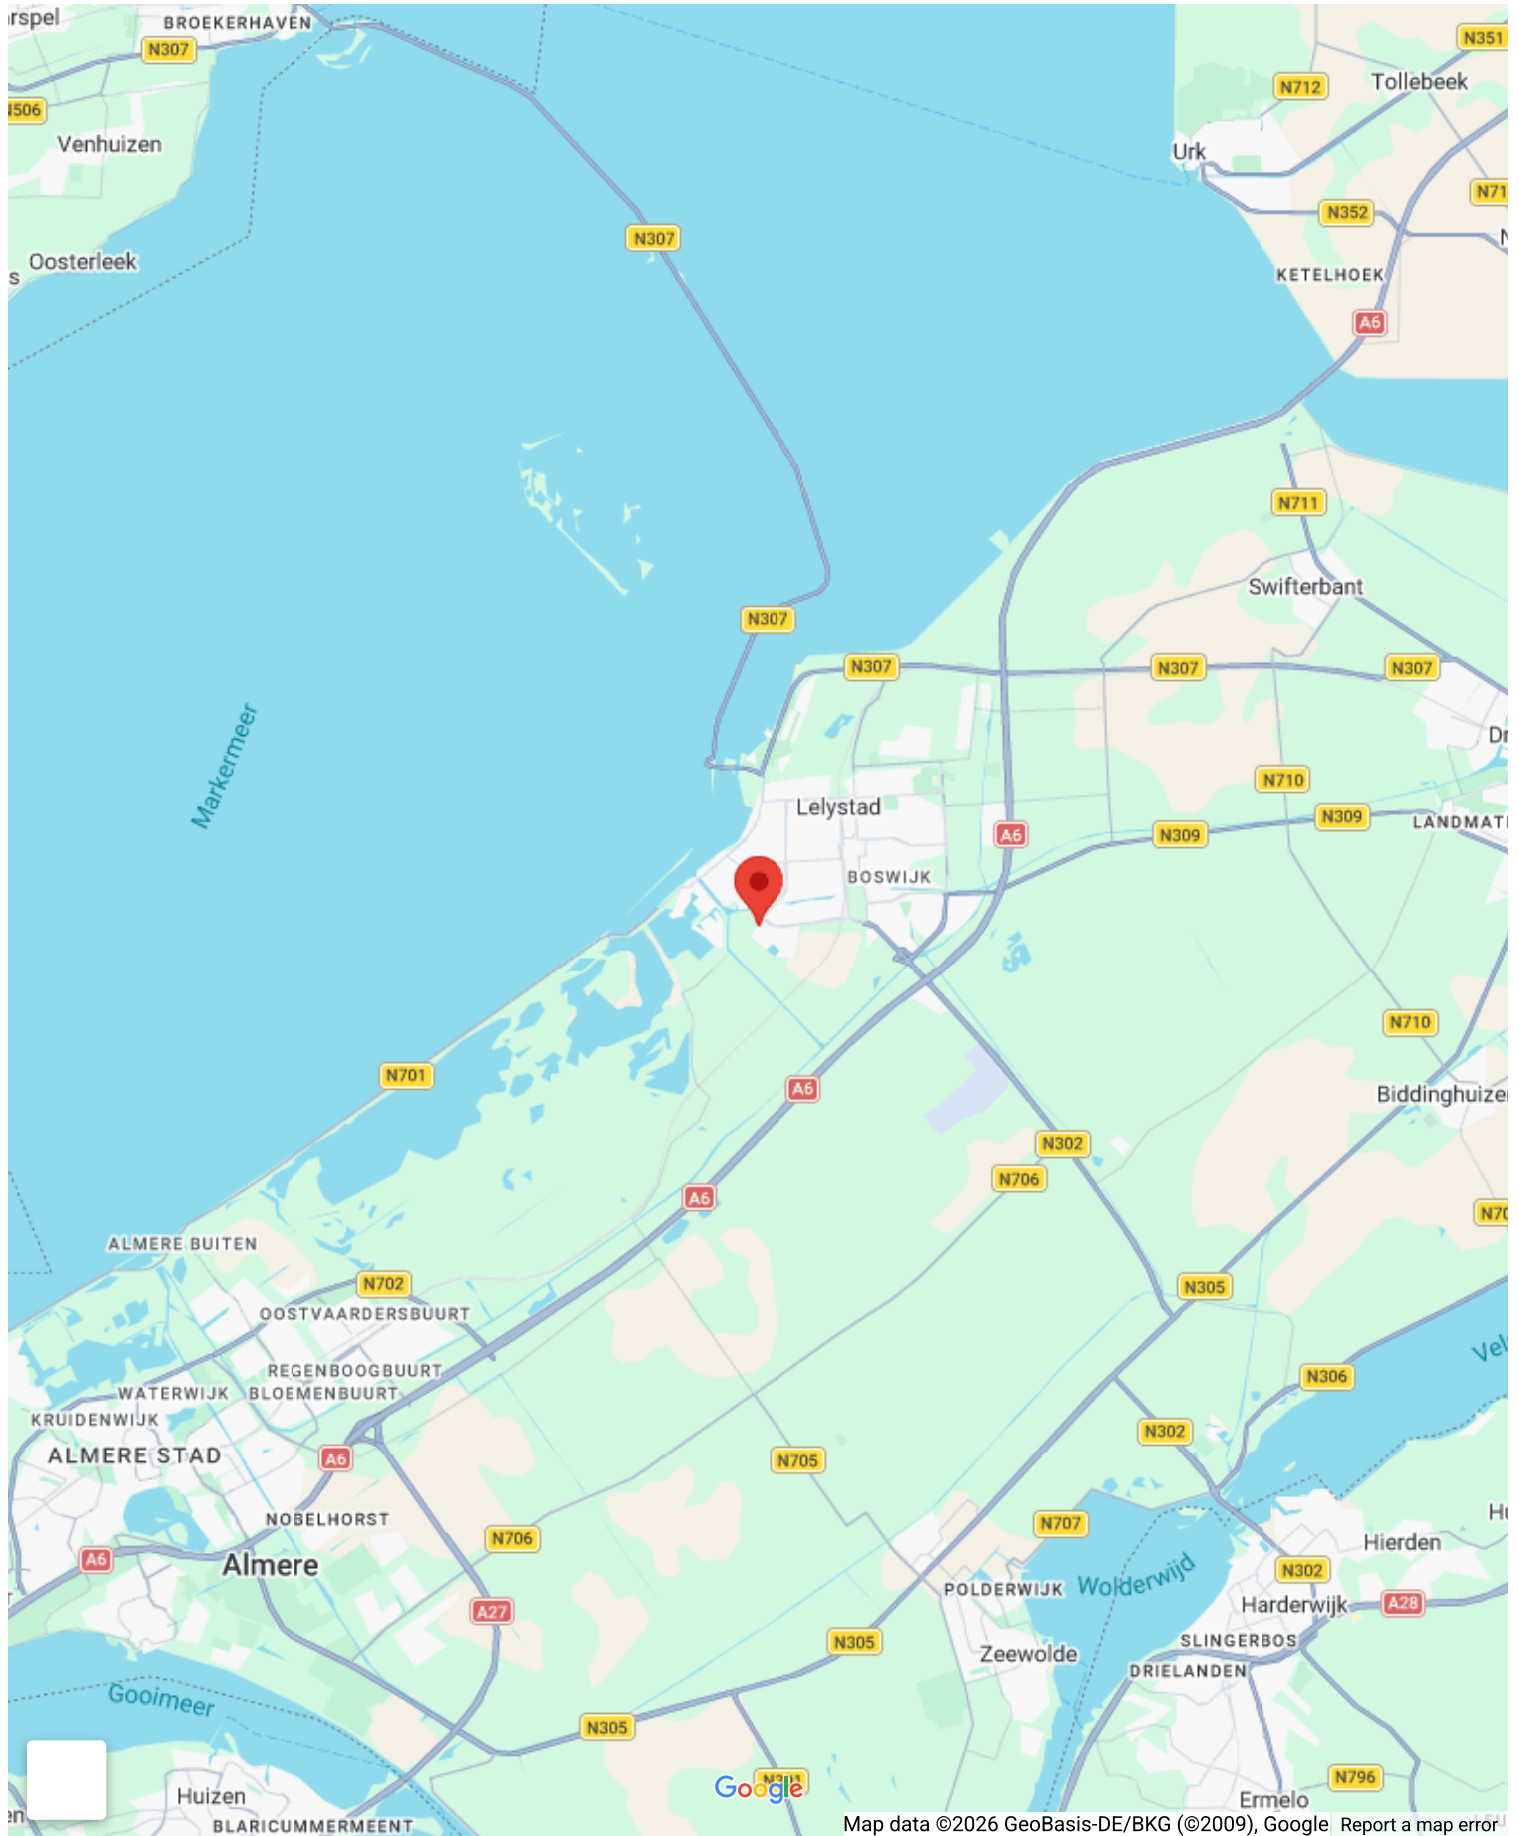 BROEKERHAVEN
N307
N351
Tollebeek
N712
N506
Venhuizen
Urk
N352
N307
Oosterleek
KETELHOEK
A6
N711
Swifterbant
N307
N307
N307
N307
Markermeer
N710
Lelystad
N309
N309
A6
BOSWIJK
N710
N701
A6
Biddinghuize
N302
N706
A6
ALMERE BUITEN
N702
N305
OOSTVAARDERSBUURT
REGENBOOGBUURT
N306
WATERWIJK
BLOEMENBUURT
KRUIDENWIJK
N302
ALMERE STAD
A6
N705
NOBELHORST
N707
N706
Hierden
A6
Almere
N302
Wolderwijd
POLDERWIJK
Harderwijk
A28
A27
SLINGERBOS
N305
Zeewolde
DRIELANDEN
Gooimeer
N305
N796
Google
Huizen
Ermelo
BLARICUMMERMEENT
Map data ©2026 GeoBasis-DE/BKG (©2009), Google
Report a map error